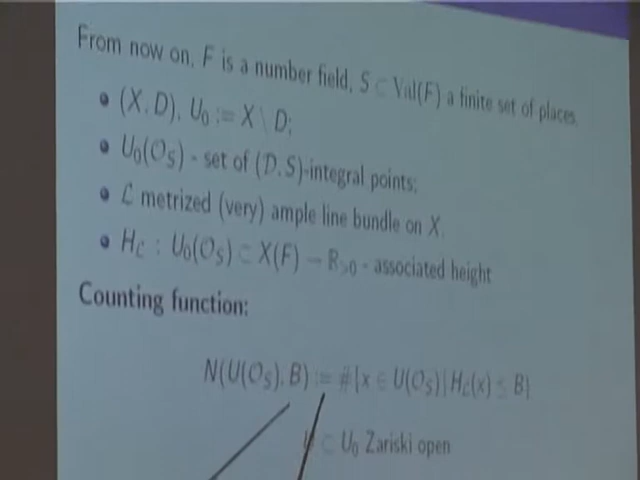 From now on, F is a number field, S ⊂ Val(F) a finite set of places.
• (X, D), U₀ := X \ D;
• U₀(O_S) - set of (D, S)-integral points;
• L metrized (very) ample line bundle on X.
• H_L : U₀(O_S) ⊂ X(F) → R_{>0} - associated height
Counting function:
N(U(O_S), B) := #{x ∈ U(O_S) | H_L(x) ≤ B}
U ⊂ U₀ Zariski open